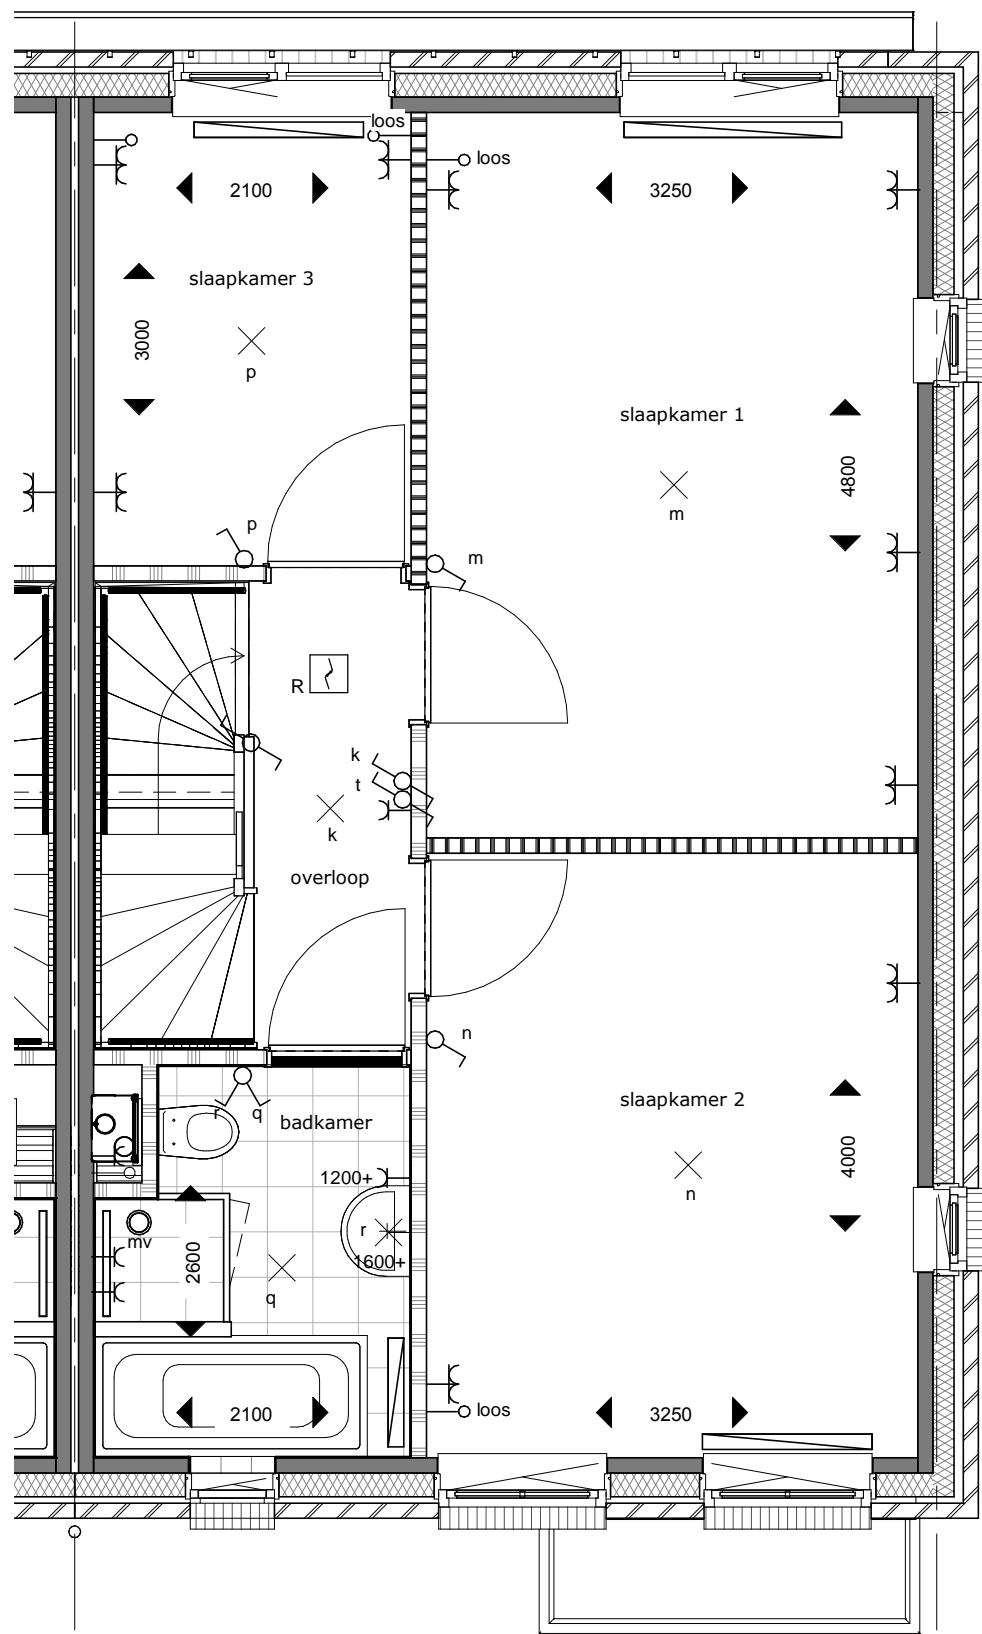 loos
loos
2100
3250
slaapkamer 3
3000
p
slaapkamer 1
4800
m
p
m
R
k
t
k
overloop
n
r
q
badkamer
slaapkamer 2
4000
1200+
n
r
mv
2600
1600+
q
2100
loos
3250